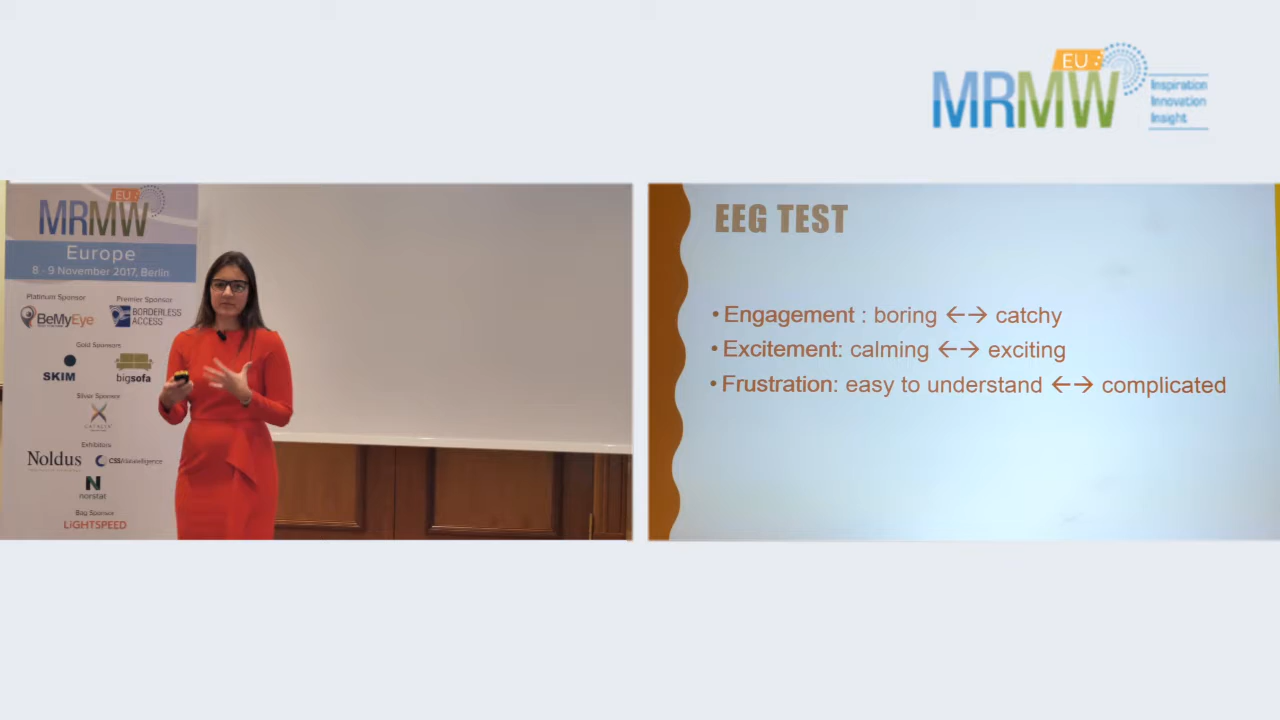 EU :
MRMW
Inspiration
Innovation
Insight
EU :
MRMW
Europe
8 - 9 November 2017, Berlin
Platinum Sponsor
Premier Sponsor
BeMyEye
BORDERLESS
ACCESS
Gold Sponsors
SKIM
bigsofa
Silver Sponsor
Exhibitors
Noldus
CSS/datatelligence
norstat
Bag Sponsor
LiGHTSPEED
EEG TEST
• Engagement : boring ←→ catchy
• Excitement: calming ←→ exciting
• Frustration: easy to understand ←→ complicated